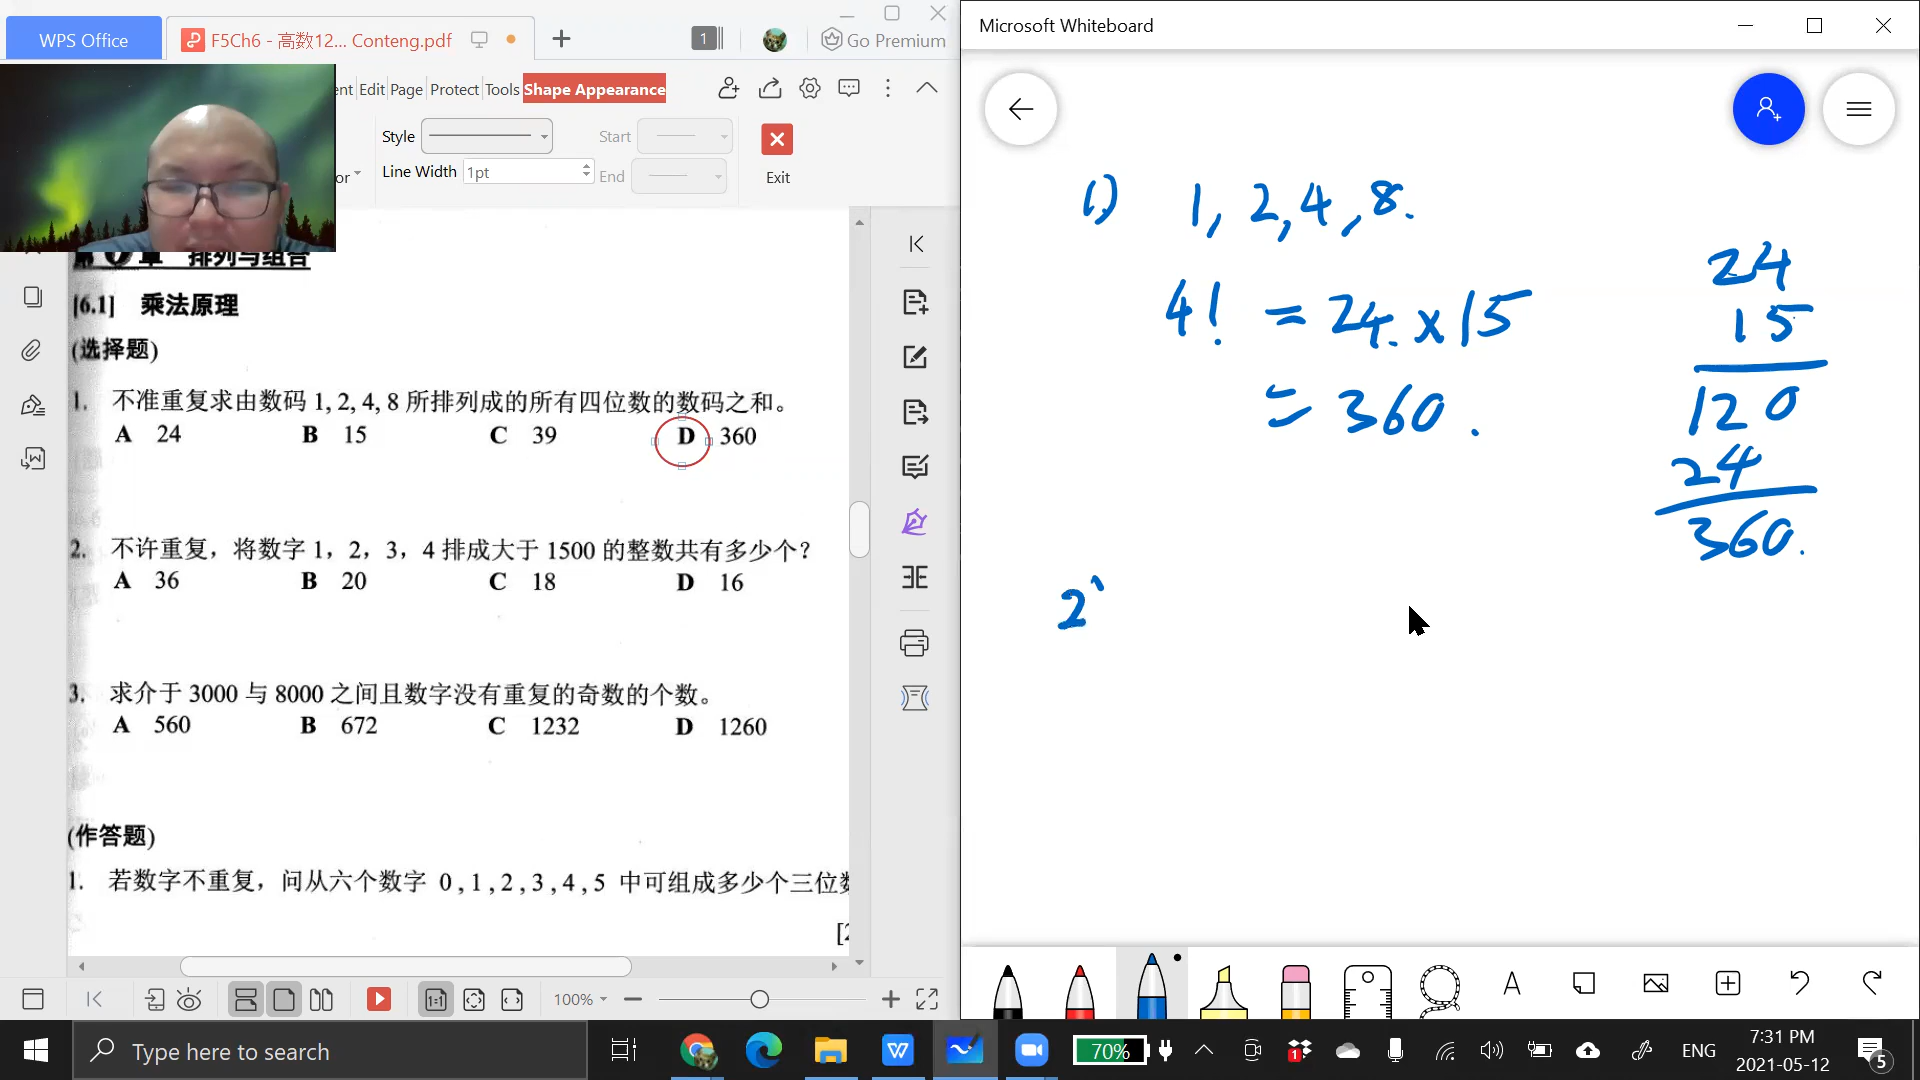 WPS Office
F5Ch6 - 高数12... Conteng.pdf
1
Go Premium
Edit Page Protect Tools Shape Appearance
Style
Start
Line Width 1pt
End
Exit
排列与组合
[6.1] 乘法原理
(选择题)
1. 不准重复求由数码 1, 2, 4, 8 所排列成的所有四位数的数码之和。
A 24 B 15 C 39 D 360
2. 不许重复，将数字 1，2，3，4 排成大于 1500 的整数共有多少个？
A 36 B 20 C 18 D 16
3. 求介于 3000 与 8000 之间且数字没有重复的奇数的个数。
A 560 B 672 C 1232 D 1260
(作答题)
1. 若数字不重复，问从六个数字 0 , 1 , 2 , 3 , 4 , 5 中可组成多少个三位
100%
Microsoft Whiteboard
1) 1, 2, 4, 8.
4! = 24. × 15
= 360.
24
15
120
24
360.
2
Type here to search
70%
ENG
7:31 PM
2021-05-12
5